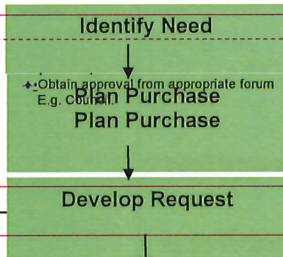 Identify Need
Obtain approval from appropriate forum
E.g. Council.
Plan Purchase
Plan Purchase
Develop Request